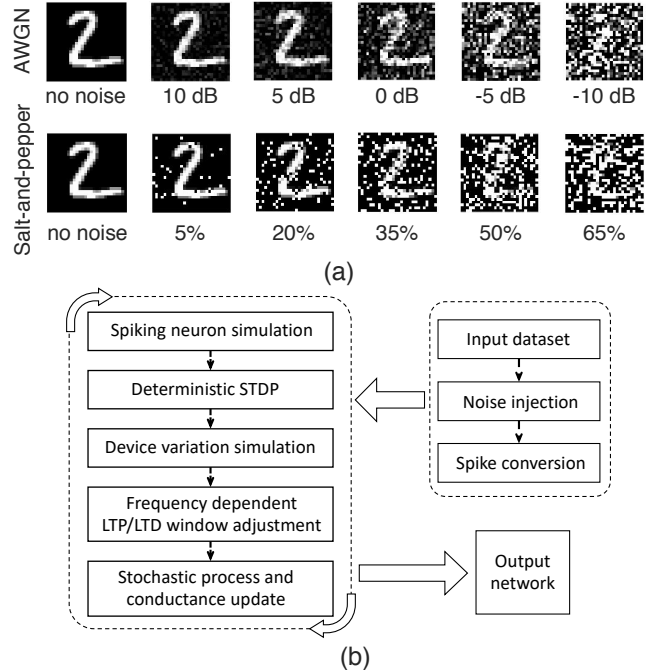 AWGN
no noise 10 dB 5 dB 0 dB -5 dB -10 dB
Salt-and-pepper
no noise 5% 20% 35% 50% 65%
(a)
Spiking neuron simulation
Deterministic STDP
Device variation simulation
Frequency dependent
LTP/LTD window adjustment
Stochastic process and
conductance update
Input dataset
Noise injection
Spike conversion
Output
network
(b)